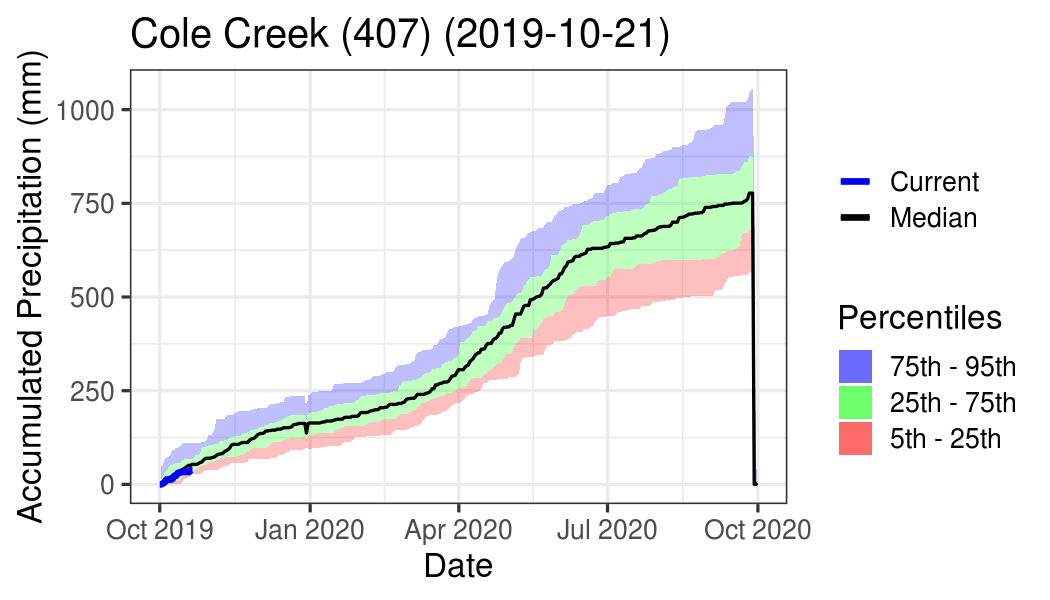 Cole Creek (407) (2019-10-21)
Accumulated Precipitation (mm)
1000
750
500
250
0
Oct 2019 Jan 2020 Apr 2020 Jul 2020 Oct 2020
Date
Current
Median
Percentiles
75th - 95th
25th - 75th
5th - 25th